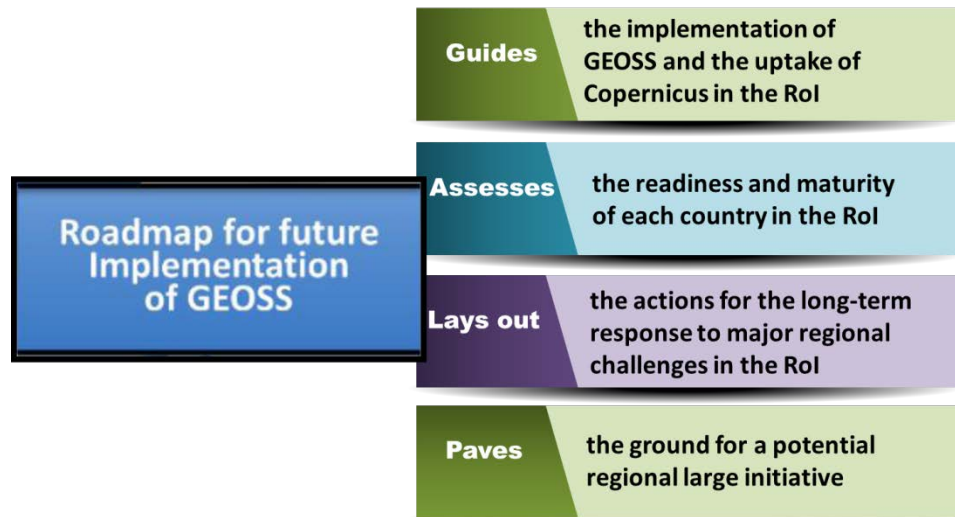 Roadmap for future
Implementation
of GEOSS
Guides
the implementation of
GEOSS and the uptake of
Copernicus in the RoI
Assesses
the readiness and maturity
of each country in the RoI
Lays out
the actions for the long-term
response to major regional
challenges in the RoI
Paves
the ground for a potential
regional large initiative